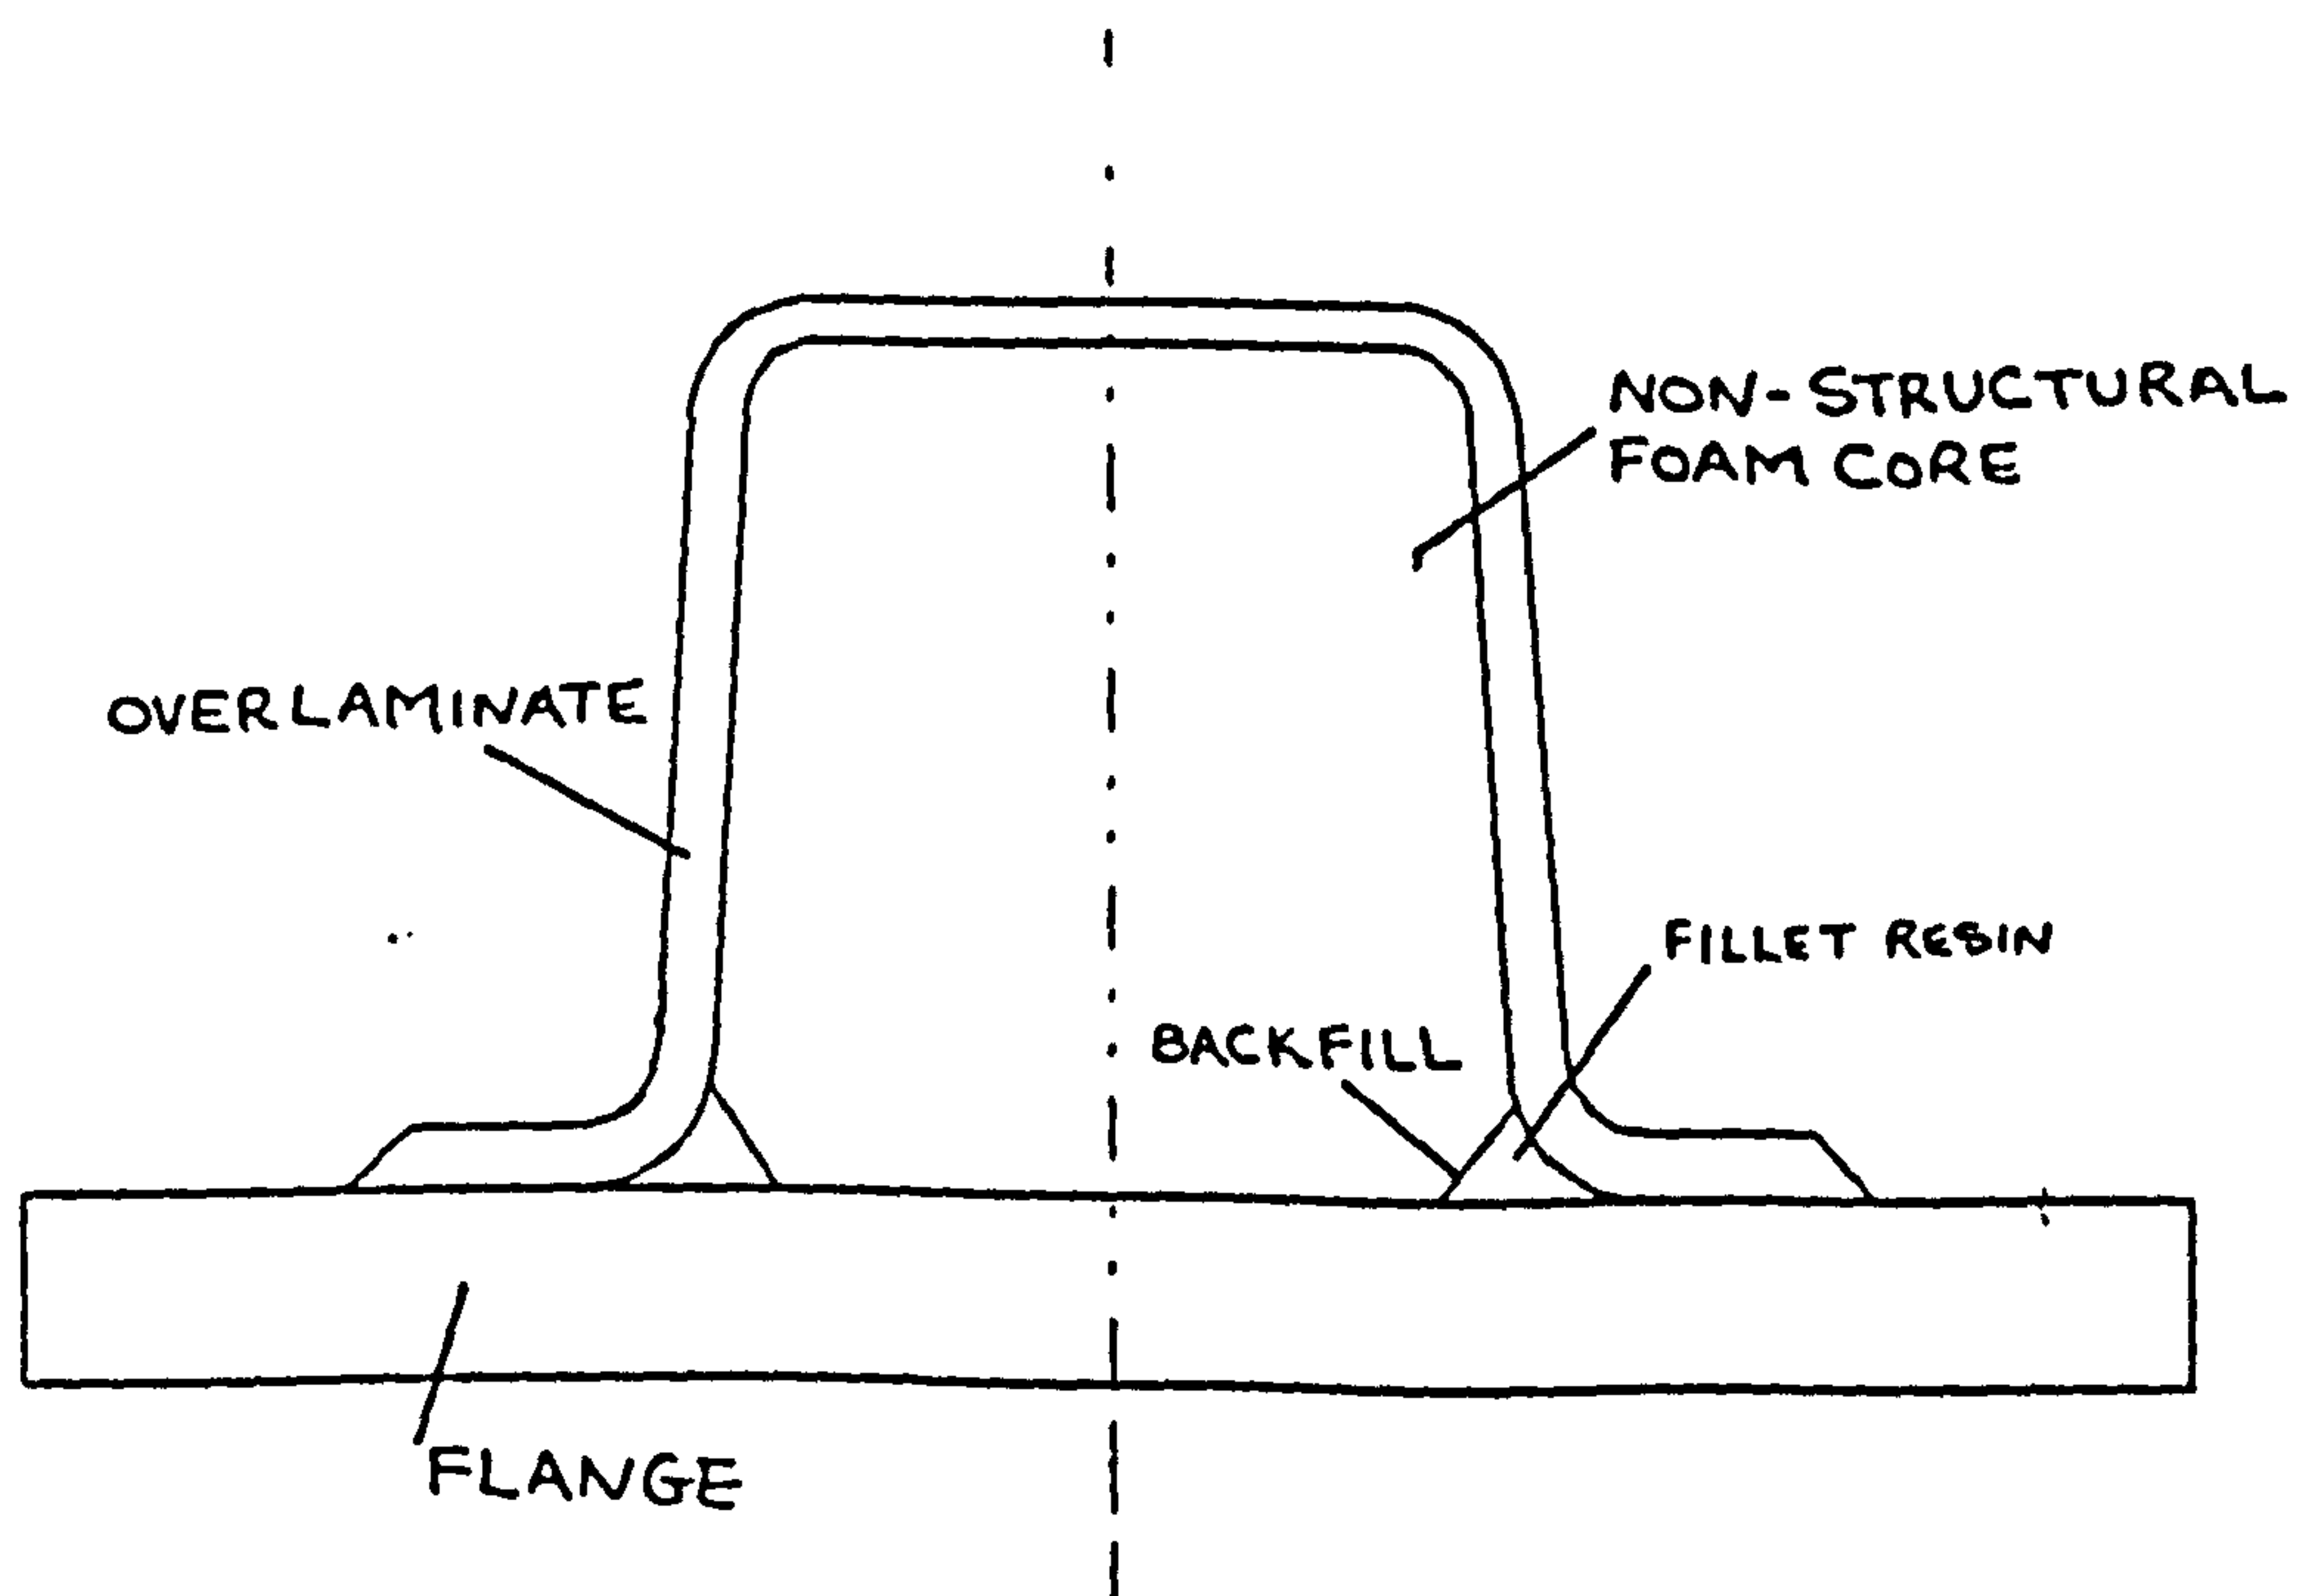 NON-STRUCTURAL
FOAM CORE
OVERLAMINATE
FILLET RESIN
BACKFILL
FLANGE